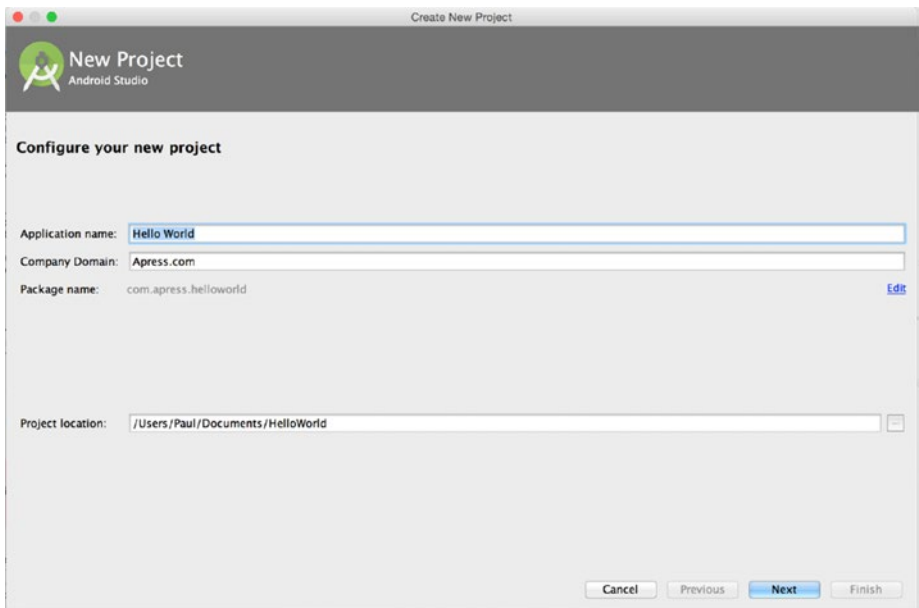 Create New Project
New Project
Android Studio
Configure your new project
Application name: Hello World
Company Domain: Apress.com
Package name: com.apress.helloworld Edit
Project location: /Users/Paul/Documents/HelloWorld ...
Cancel Previous Next Finish